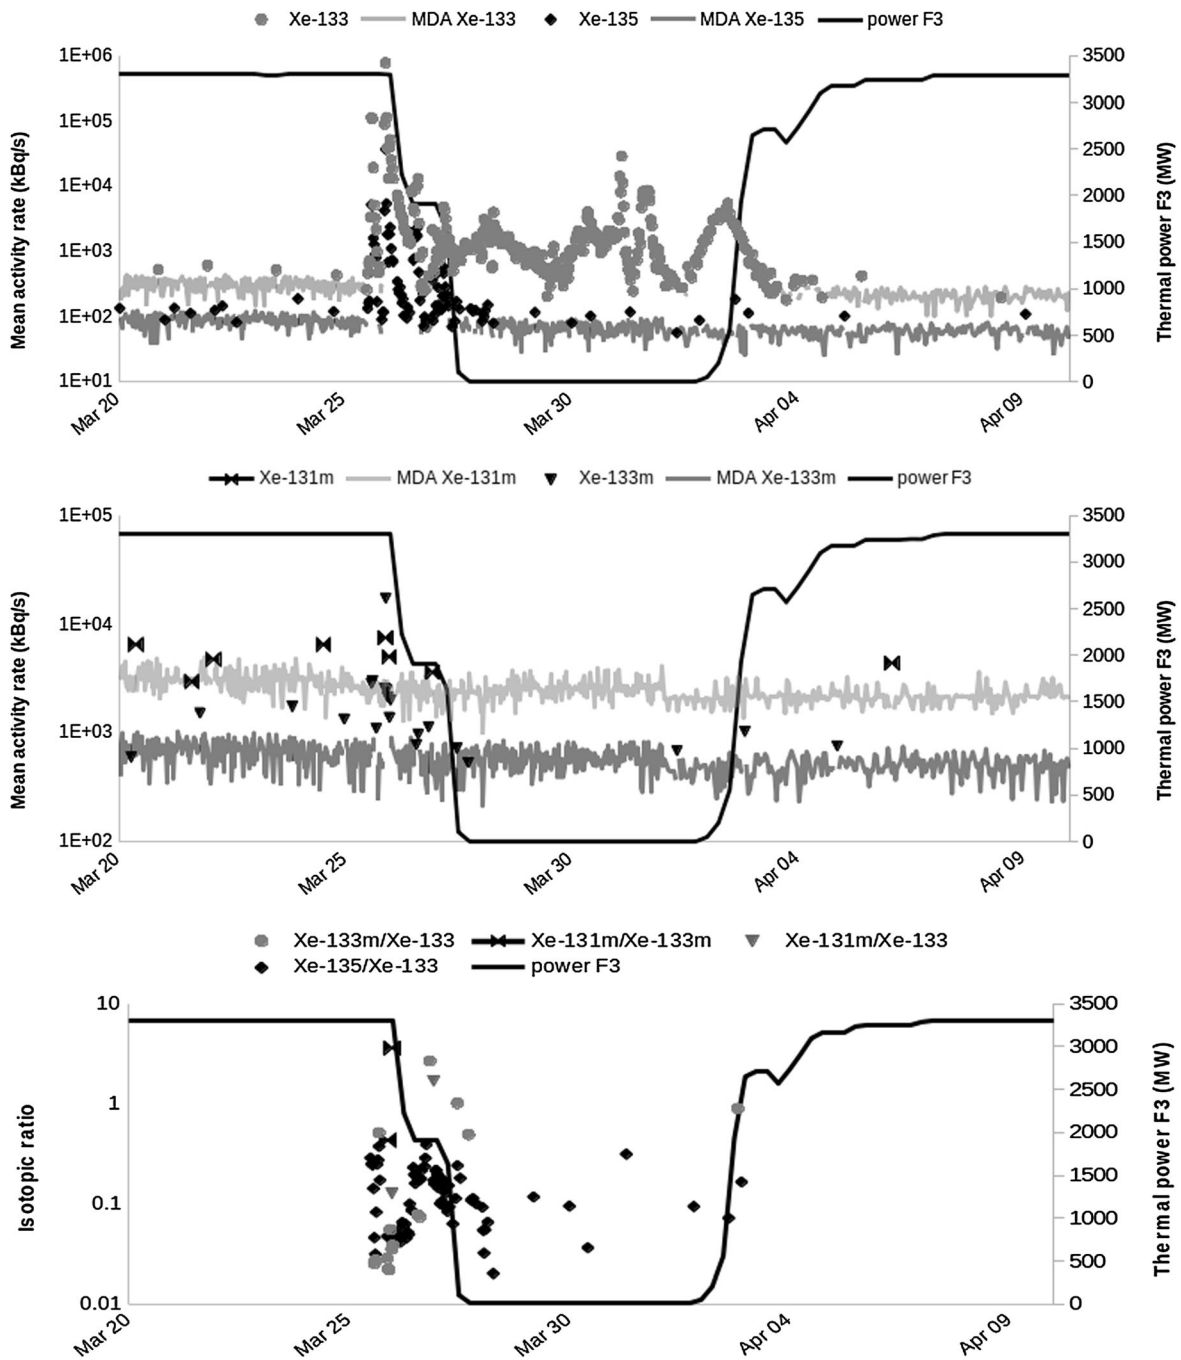 Xe-133 MDA Xe-133 Xe-135 MDA Xe-135 power F3
1E+06 3500
3000
1E+05
2500
1E+04 2000
1E+03 1500
1000
1E+02 500
1E+01 0
Mean activity rate (kBq/s)
Thermal power F3 (MW)
Mar 20 Mar 25 Mar 30 Apr 04 Apr 09
Xe-131m MDA Xe-131m Xe-133m MDA Xe-133m power F3
1E+05 3500
3000
2500
1E+04
2000
1500
1E+03
1000
500
1E+02 0
Mean activity rate (kBq/s)
Thermal power F3 (MW)
Mar 20 Mar 25 Mar 30 Apr 04 Apr 09
Xe-133m/Xe-133 Xe-131m/Xe-133m Xe-131m/Xe-133
Xe-135/Xe-133 power F3
10 3500
3000
2500
1
2000
1500
0.1
1000
500
0.01 0
Isotopic ratio
Thermal power F3 (MW)
Mar 20 Mar 25 Mar 30 Apr 04 Apr 09